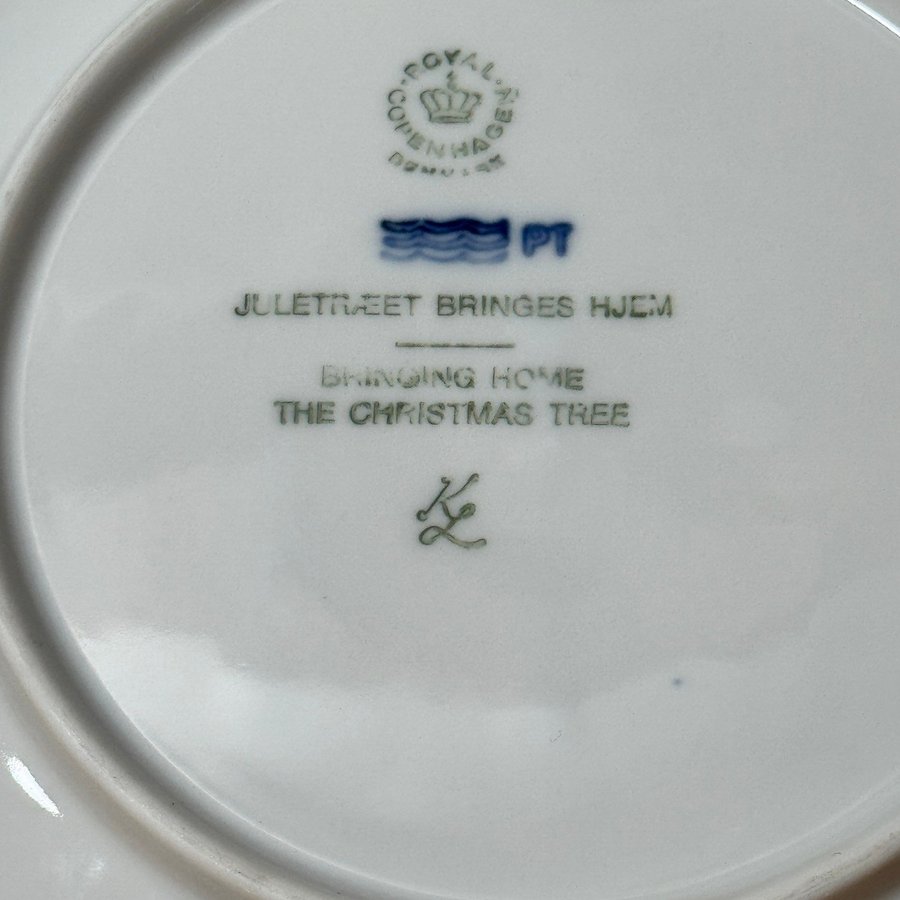 ROYAL COPENHAGEN
DENMARK
PT
JULETRÆET BRINGES HJEM
BRINGING HOME
THE CHRISTMAS TREE
KL